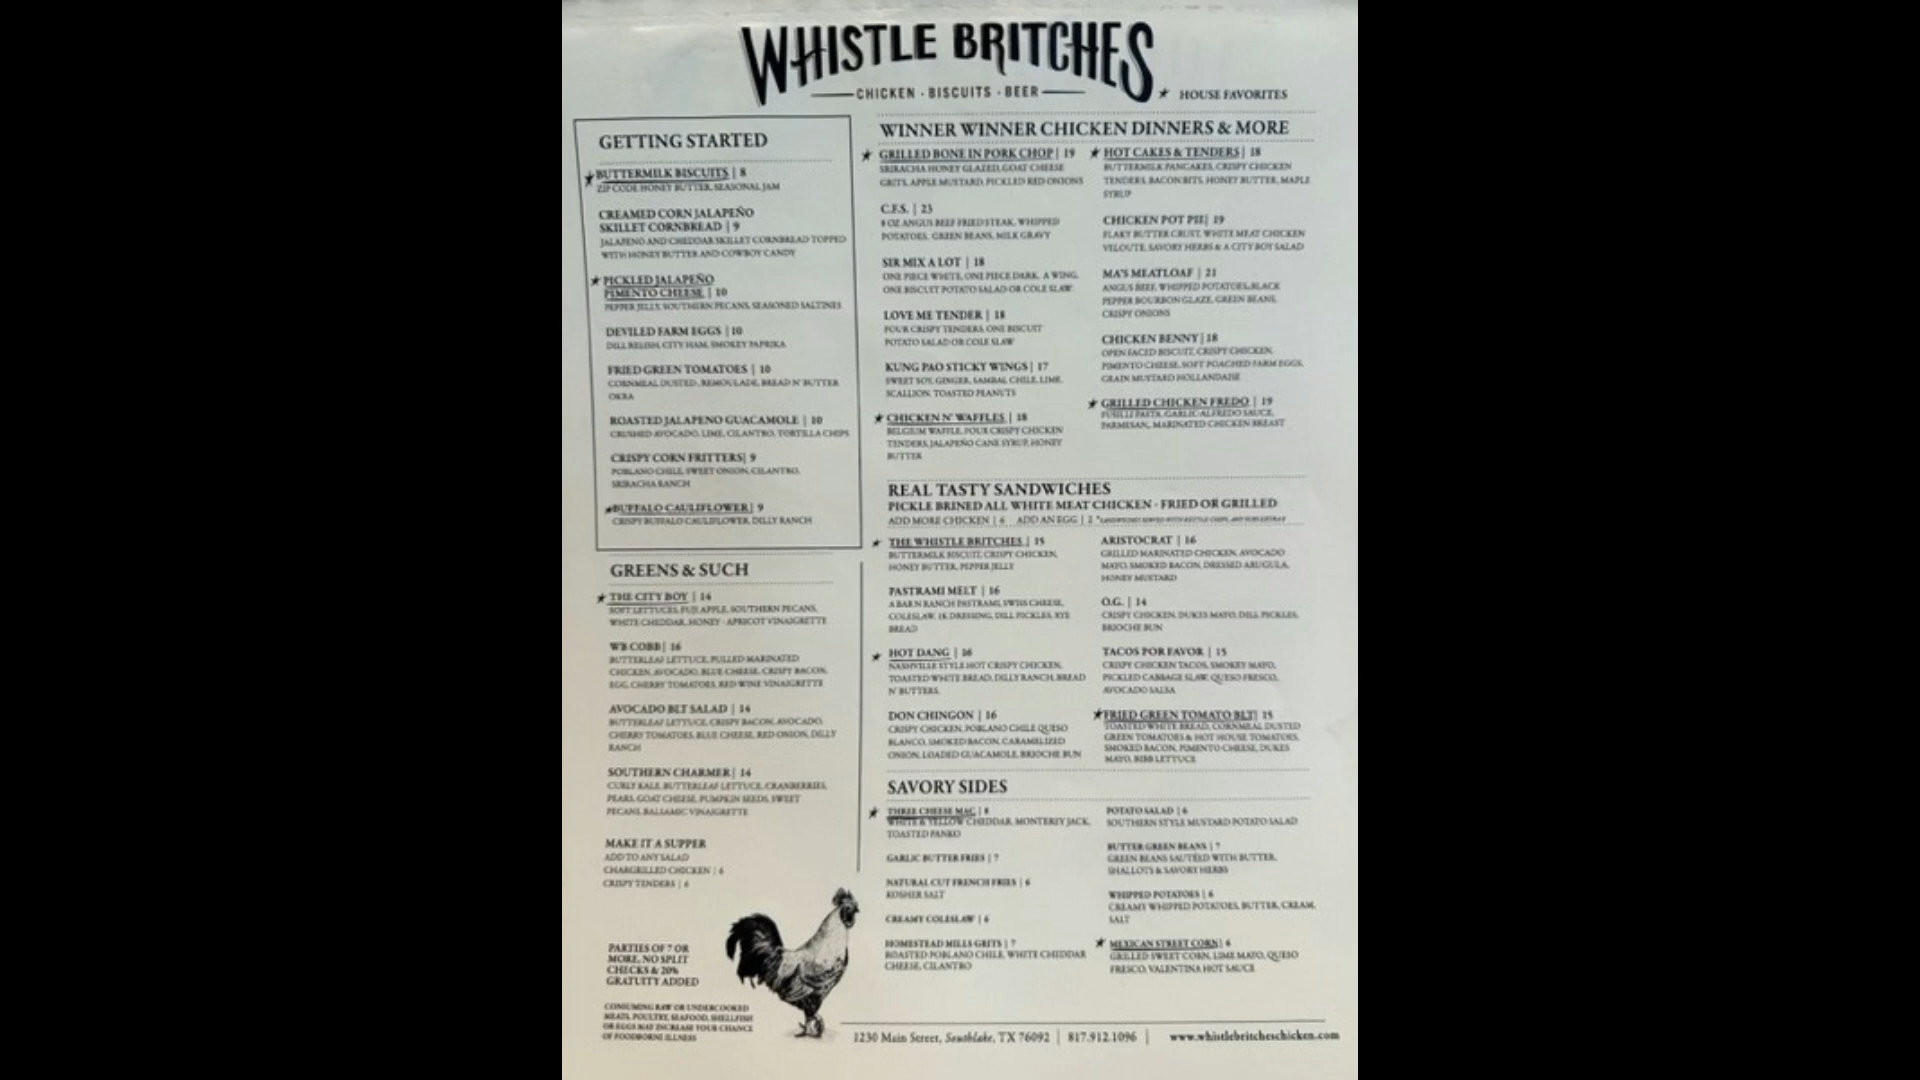 WHISTLE BRITCHES
CHICKEN · BISCUITS · BEER
★ HOUSE FAVORITES
GETTING STARTED
★ BUTTERMILK BISCUITS | 8
ZIP CODE HONEY BUTTER, SEASONAL JAM
CREAMED CORN JALAPEÑO
SKILLET CORNBREAD | 9
JALAPENO AND CHEDDAR SKILLET CORNBREAD TOPPED
WITH HONEY BUTTER AND COWBOY CANDY
★ PICKLED JALAPEÑO
PIMENTO CHEESE | 10
PEPPER JELLY, SOUTHERN PECANS, SEASONED SALTINES
DEVILED FARM EGGS | 10
DILL RELISH, CITY HAM, SMOKEY PAPRIKA
FRIED GREEN TOMATOES | 10
CORNMEAL DUSTED, REMOULADE, BREAD N' BUTTER
OKRA
ROASTED JALAPENO GUACAMOLE | 10
CRUSHED AVOCADO, LIME, CILANTRO, TORTILLA CHIPS
CRISPY CORN FRITTERS| 9
POBLANO CHILE, SWEET ONION, CILANTRO,
SRIRACHA RANCH
★ BUFFALO CAULIFLOWER| 9
CRISPY BUFFALO CAULIFLOWER, DILLY RANCH
GREENS & SUCH
★ THE CITY BOY | 14
SOFT LETTUCES, FUJI APPLE, SOUTHERN PECANS,
WHITE CHEDDAR, HONEY - APRICOT VINAIGRETTE
WB COBB| 16
BUTTERLEAF LETTUCE, PULLED MARINATED
CHICKEN, AVOCADO, BLUE CHEESE, CRISPY BACON,
EGG, CHERRY TOMATOES, RED WINE VINAIGRETTE
AVOCADO BLT SALAD | 14
BUTTERLEAF LETTUCE, CRISPY BACON, AVOCADO,
CHERRY TOMATOES, BLUE CHEESE, RED ONION, DILLY
RANCH
SOUTHERN CHARMER| 14
CURLY KALE, BUTTERLEAF LETTUCE, CRANBERRIES,
PEARS, GOAT CHEESE, PUMPKIN SEEDS, SWEET
PECANS, BALSAMIC VINAIGRETTE
MAKE IT A SUPPER
ADD TO ANY SALAD
CHARGRILLED CHICKEN | 6
CRISPY TENDERS | 6
PARTIES OF 7 OR
MORE, NO SPLIT
CHECKS & 20%
GRATUITY ADDED
CONSUMING RAW OR UNDERCOOKED
MEATS, POULTRY, SEAFOOD, SHELLFISH
OR EGGS MAY INCREASE YOUR CHANCE
OF FOODBORNE ILLNESS
WINNER WINNER CHICKEN DINNERS & MORE
★ GRILLED BONE IN PORK CHOP | 19
SRIRACHA HONEY GLAZED, GOAT CHEESE
GRITS, APPLE MUSTARD, PICKLED RED ONIONS
C.F.S. | 23
8 OZ ANGUS BEEF FRIED STEAK, WHIPPED
POTATOES, GREEN BEANS, MILK GRAVY
SIR MIX A LOT | 18
ONE PIECE WHITE, ONE PIECE DARK, A WING,
ONE BISCUIT POTATO SALAD OR COLE SLAW
LOVE ME TENDER | 18
FOUR CRISPY TENDERS, ONE BISCUIT
POTATO SALAD OR COLE SLAW
KUNG PAO STICKY WINGS | 17
SWEET SOY, GINGER, SAMBAL CHILE, LIME,
SCALLION, TOASTED PEANUTS
★ CHICKEN N' WAFFLES | 18
BELGIUM WAFFLE, FOUR CRISPY CHICKEN
TENDERS, JALAPEÑO CANE SYRUP, HONEY
BUTTER
★ HOT CAKES & TENDERS | 18
BUTTERMILK PANCAKES, CRISPY CHICKEN
TENDERS, BACON BITS, HONEY BUTTER, MAPLE
SYRUP
CHICKEN POT PIE| 19
FLAKY BUTTER CRUST, WHITE MEAT CHICKEN
VELOUTE, SAVORY HERBS & A CITY BOY SALAD
MA'S MEATLOAF | 21
ANGUS BEEF, WHIPPED POTATOES, BLACK
PEPPER BOURBON GLAZE, GREEN BEANS,
CRISPY ONIONS
CHICKEN BENNY | 18
OPEN FACED BISCUIT, CRISPY CHICKEN,
PIMENTO CHEESE, SOFT POACHED FARM EGGS,
GRAIN MUSTARD HOLLANDAISE
★ GRILLED CHICKEN FREDO | 19
FUSILLI PASTA, GARLIC-ALFREDO SAUCE,
PARMESAN, MARINATED CHICKEN BREAST
REAL TASTY SANDWICHES
PICKLE BRINED ALL WHITE MEAT CHICKEN - FRIED OR GRILLED
ADD MORE CHICKEN | 6 ADD AN EGG | 2 *SANDWICHES SERVED WITH KETTLE CHIPS, ANY SUBS EXTRA
★ THE WHISTLE BRITCHES | 15
BUTTERMILK BISCUIT, CRISPY CHICKEN,
HONEY BUTTER, PEPPER JELLY
PASTRAMI MELT | 16
A BAR N RANCH PASTRAMI, SWISS CHEESE,
COLESLAW, 1K DRESSING, DILL PICKLES, RYE
BREAD
★ HOT DANG | 16
NASHVILLE STYLE HOT CRISPY CHICKEN,
TOASTED WHITE BREAD, DILLY RANCH, BREAD
N' BUTTERS.
DON CHINGON | 16
CRISPY CHICKEN, POBLANO CHILE QUESO
BLANCO, SMOKED BACON, CARAMELIZED
ONION, LOADED GUACAMOLE, BRIOCHE BUN
ARISTOCRAT | 16
GRILLED MARINATED CHICKEN, AVOCADO
MAYO, SMOKED BACON, DRESSED ARUGULA,
HONEY MUSTARD
O.G. | 14
CRISPY CHICKEN, DUKES MAYO, DILL PICKLES,
BRIOCHE BUN
TACOS POR FAVOR | 15
CRISPY CHICKEN TACOS, SMOKEY MAYO,
PICKLED CABBAGE SLAW, QUESO FRESCO,
AVOCADO SALSA
★ FRIED GREEN TOMATO BLT| 15
TOASTED WHITE BREAD, CORNMEAL DUSTED
GREEN TOMATOES & HOT HOUSE TOMATOES,
SMOKED BACON, PIMENTO CHEESE, DUKES
MAYO, BIBB LETTUCE
SAVORY SIDES
★ THREE CHEESE MAC | 8
WHITE & YELLOW CHEDDAR, MONTEREY JACK,
TOASTED PANKO
GARLIC BUTTER FRIES | 7
NATURAL CUT FRENCH FRIES | 6
KOSHER SALT
CREAMY COLESLAW | 6
HOMESTEAD MILLS GRITS | 7
ROASTED POBLANO CHILE, WHITE CHEDDAR
CHEESE, CILANTRO
POTATO SALAD | 6
SOUTHERN STYLE MUSTARD POTATO SALAD
BUTTER GREEN BEANS | 7
GREEN BEANS SAUTÉED WITH BUTTER,
SHALLOTS & SAVORY HERBS
WHIPPED POTATOES | 6
CREAMY WHIPPED POTATOES, BUTTER, CREAM,
SALT
★ MEXICAN STREET CORN| 6
GRILLED SWEET CORN, LIME MAYO, QUESO
FRESCO, VALENTINA HOT SAUCE
1230 Main Street, Southlake, TX 76092 | 817.912.1096 | www.whistlebritcheschicken.com